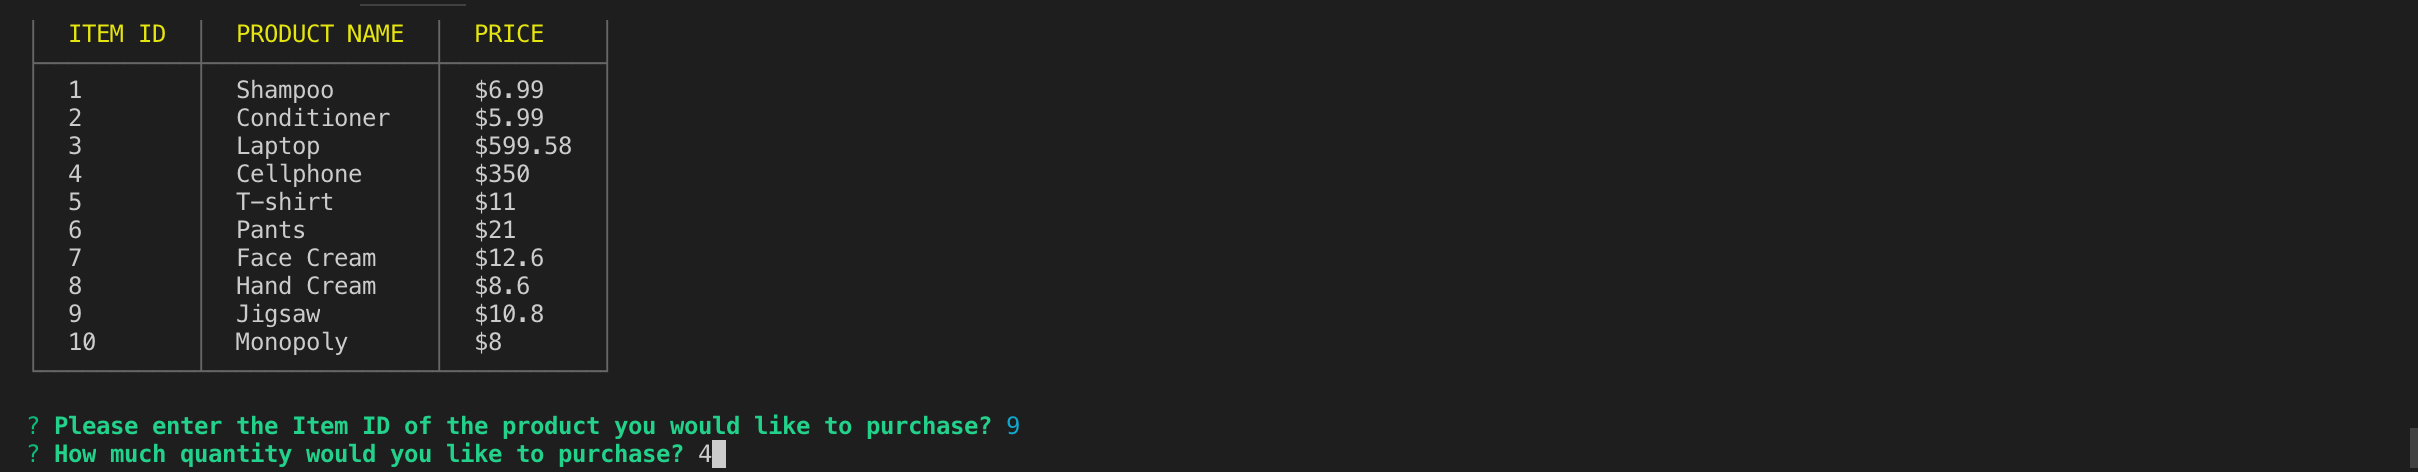 ITEM ID PRODUCT NAME PRICE
1 Shampoo $6.99
2 Conditioner $5.99
3 Laptop $599.58
4 Cellphone $350
5 T-shirt $11
6 Pants $21
7 Face Cream $12.6
8 Hand Cream $8.6
9 Jigsaw $10.8
10 Monopoly $8
? Please enter the Item ID of the product you would like to purchase? 9
? How much quantity would you like to purchase? 4